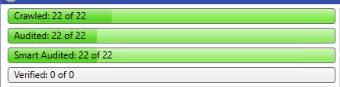 Crawled: 22 of 22
Audited: 22 of 22
Smart Audited: 22 of 22
Verified: 0 of 0